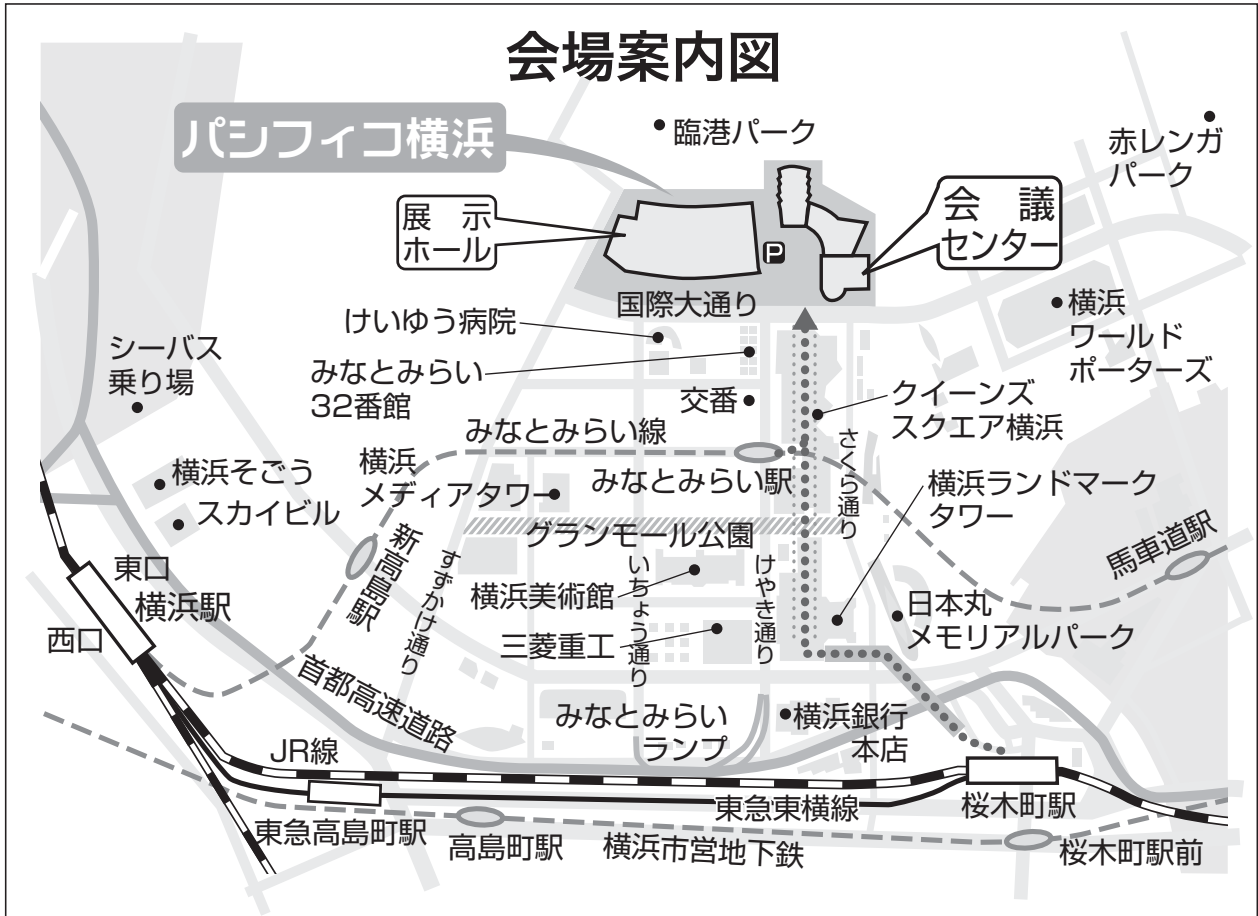 会場案内図
パシフィコ横浜
臨港パーク
赤レンガ
パーク
展 示
ホール
会 議
センター
P
国際大通り
けいゆう病院
みなとみらい
32番館
シーバス
乗り場
横浜
ワールド
ポーターズ
交番
クイーンズ
スクエア横浜
みなとみらい線
さくら通り
横浜そごう
スカイビル
横浜
メディアタワー
みなとみらい駅
横浜ランドマーク
タワー
グランモール公園
新高島駅
すずかけ通り
いちょう通り
けやき通り
馬車道駅
東口
横浜駅
西口
横浜美術館
三菱重工
日本丸
メモリアルパーク
首都高速道路
みなとみらい
ランプ
横浜銀行
本店
JR線
東急東横線
桜木町駅
東急高島町駅
高島町駅
横浜市営地下鉄
桜木町駅前